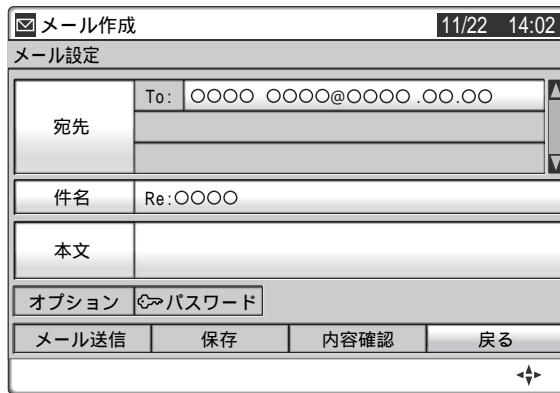 メール作成 11/22 14:02
メール設定
宛先 To: ○○○○ ○○○○@○○○○.○○.○○
件名 Re:○○○○
本文
オプション パスワード
メール送信 保存 内容確認 戻る